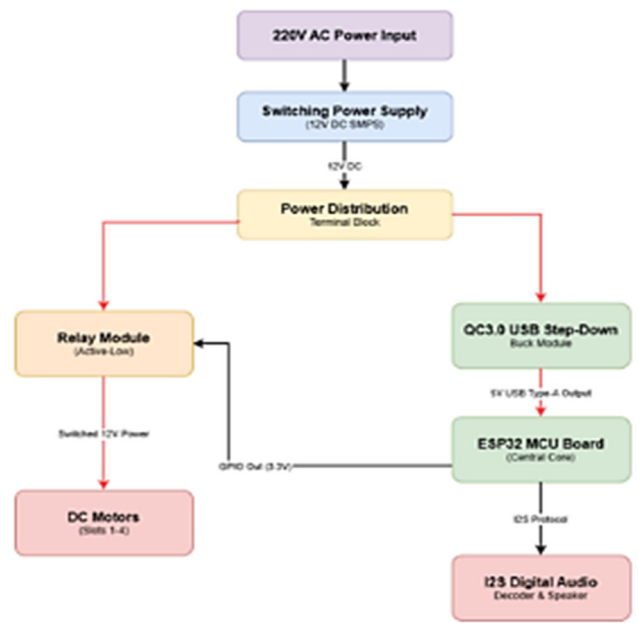 220V AC Power Input
Switching Power Supply
(12V DC SMPS)
12V DC
Power Distribution
Terminal Block
Relay Module
(Active-Low)
QC3.0 USB Step-Down
Buck Module
5V USB Type-A Output
Switched 12V Power
ESP32 MCU Board
(Central Core)
GPIO Out (3.3V)
DC Motors
(Slots 1-4)
I2S Protocol
I2S Digital Audio
Decoder & Speaker